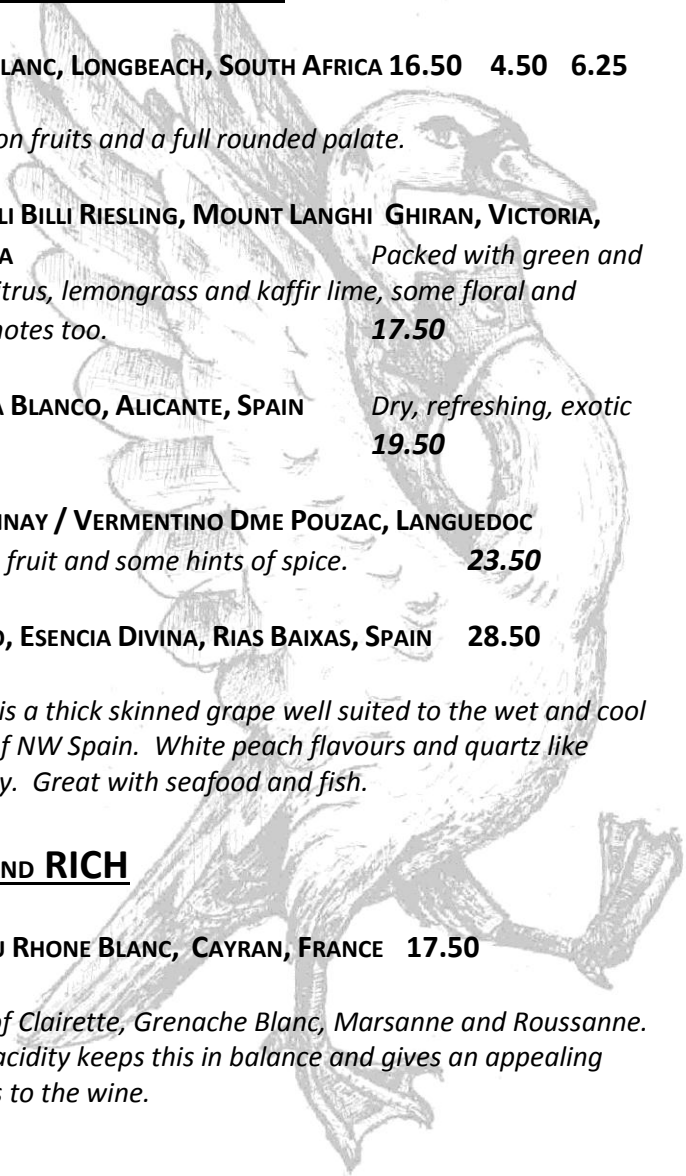 LANC, LONGBEACH, SOUTH AFRICA 16.50 4.50 6.25
on fruits and a full rounded palate.
LI BILLI RIESLING, MOUNT LANGHI GHIRAN, VICTORIA,
A Packed with green and
itrus, lemongrass and kaffir lime, some floral and
notes too. 17.50
A BLANCO, ALICANTE, SPAIN Dry, refreshing, exotic
19.50
NAY / VERMENTINO DME POUZAC, LANGUEDOC
fruit and some hints of spice. 23.50
O, ESENCIA DIVINA, RIAS BAIXAS, SPAIN 28.50
is a thick skinned grape well suited to the wet and cool
f NW Spain. White peach flavours and quartz like
y. Great with seafood and fish.
ND RICH
U RHONE BLANC, CAYRAN, FRANCE 17.50
of Clairette, Grenache Blanc, Marsanne and Roussanne.
acidity keeps this in balance and gives an appealing
s to the wine.